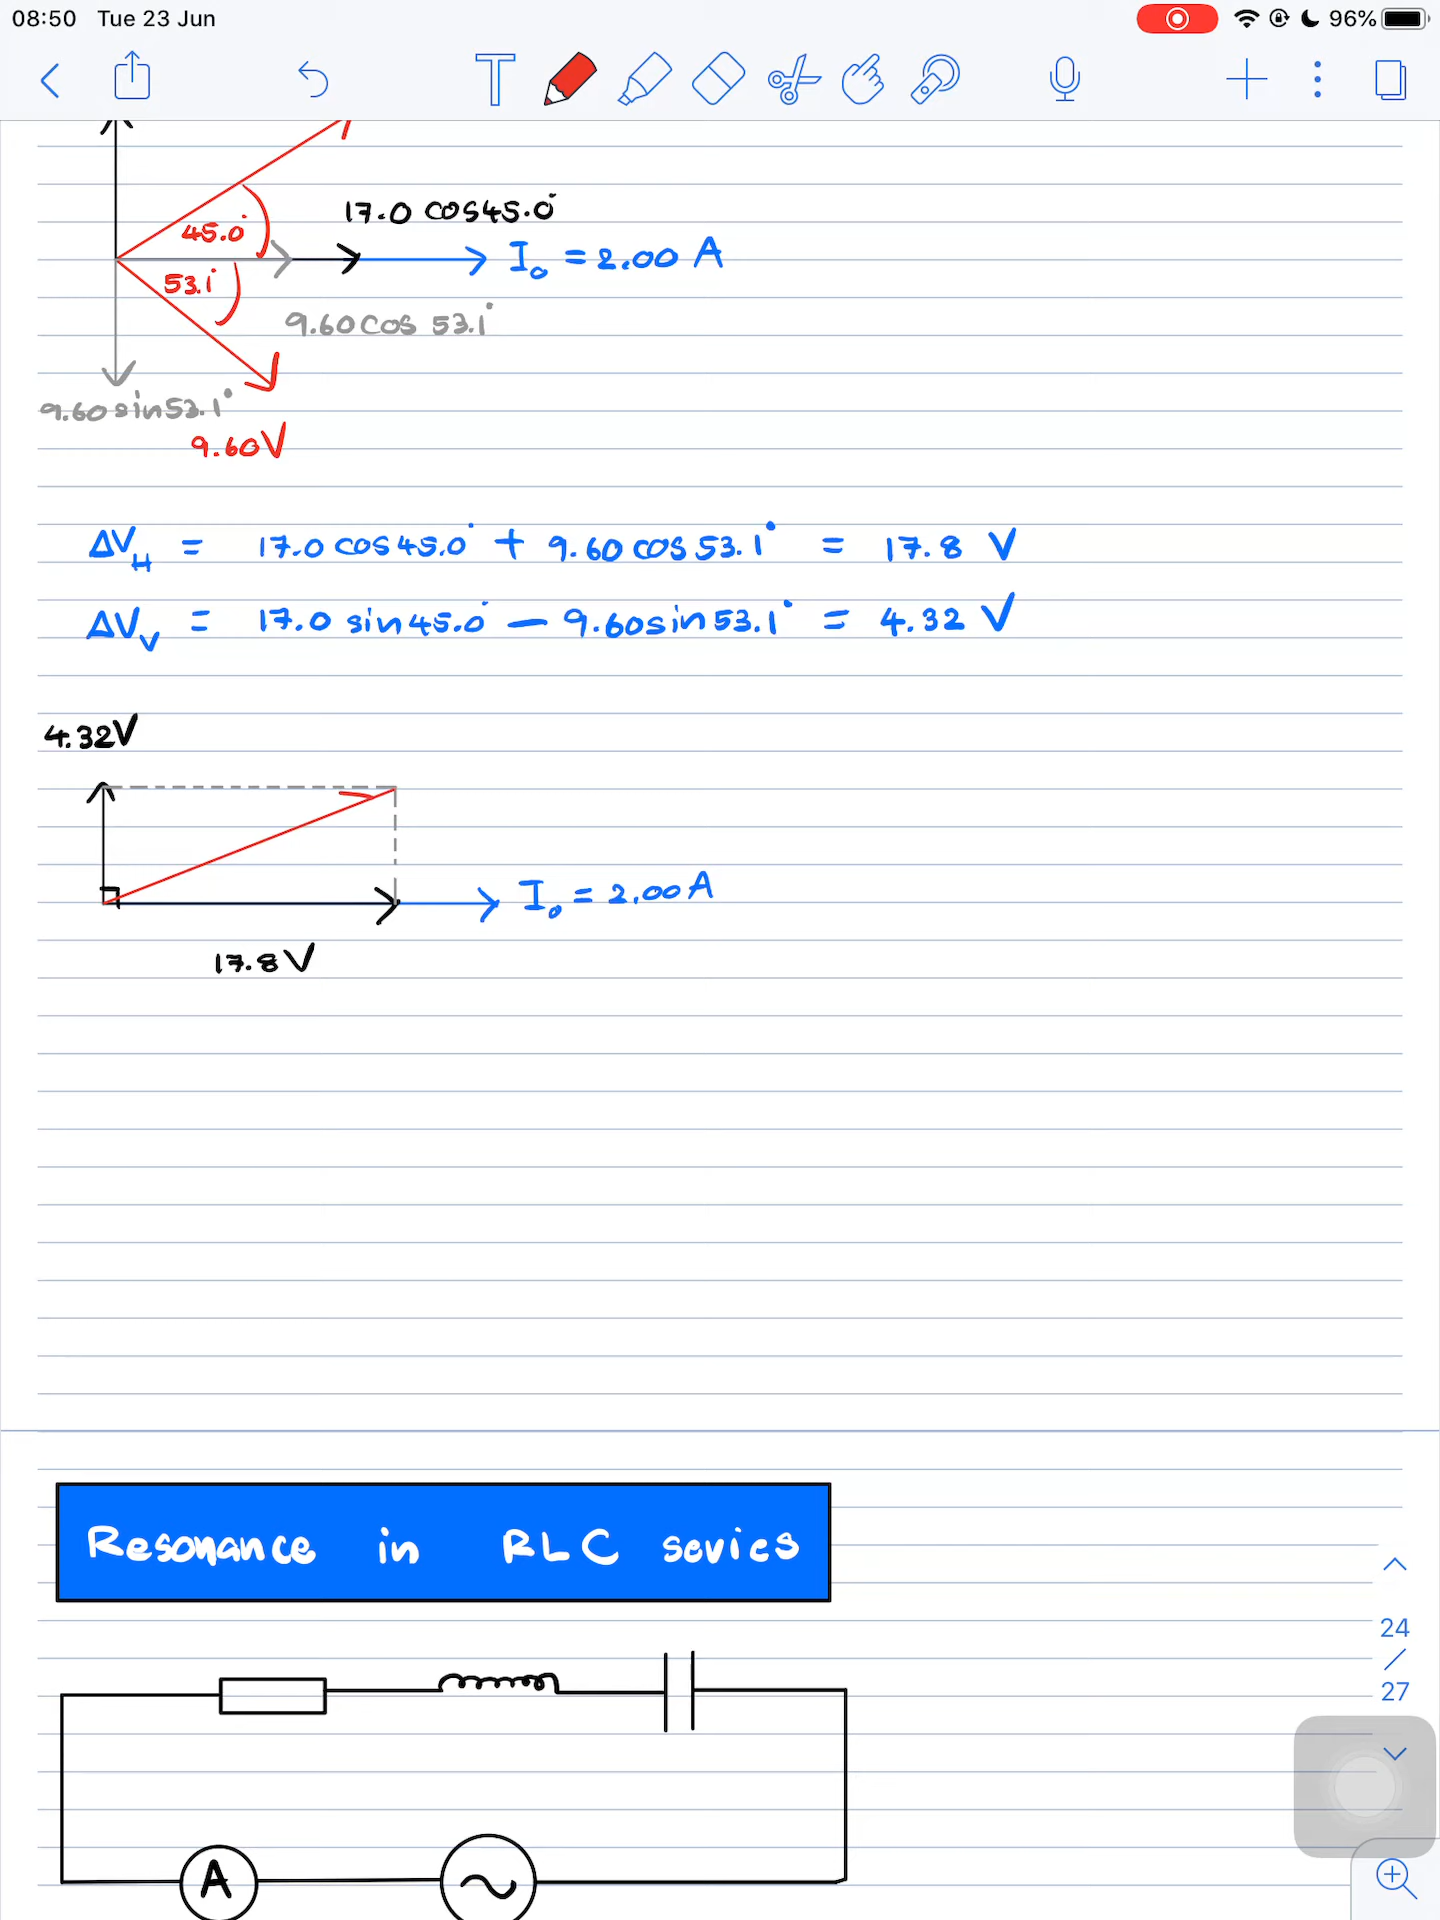 08:50 Tue 23 Jun 96%
T
17.0 cos45.0°
45.0°
I₀ = 2.00 A
53.1°
9.60 cos 53.1°
9.60 sin53.1°
9.60V
ΔV_H = 17.0 cos45.0° + 9.60 cos 53.1° = 17.8 V
ΔV_V = 17.0 sin45.0° − 9.60sin53.1° = 4.32 V
4.32V
I₀ = 2.00 A
17.8V
Resonance in RLC series
24
/
27
A